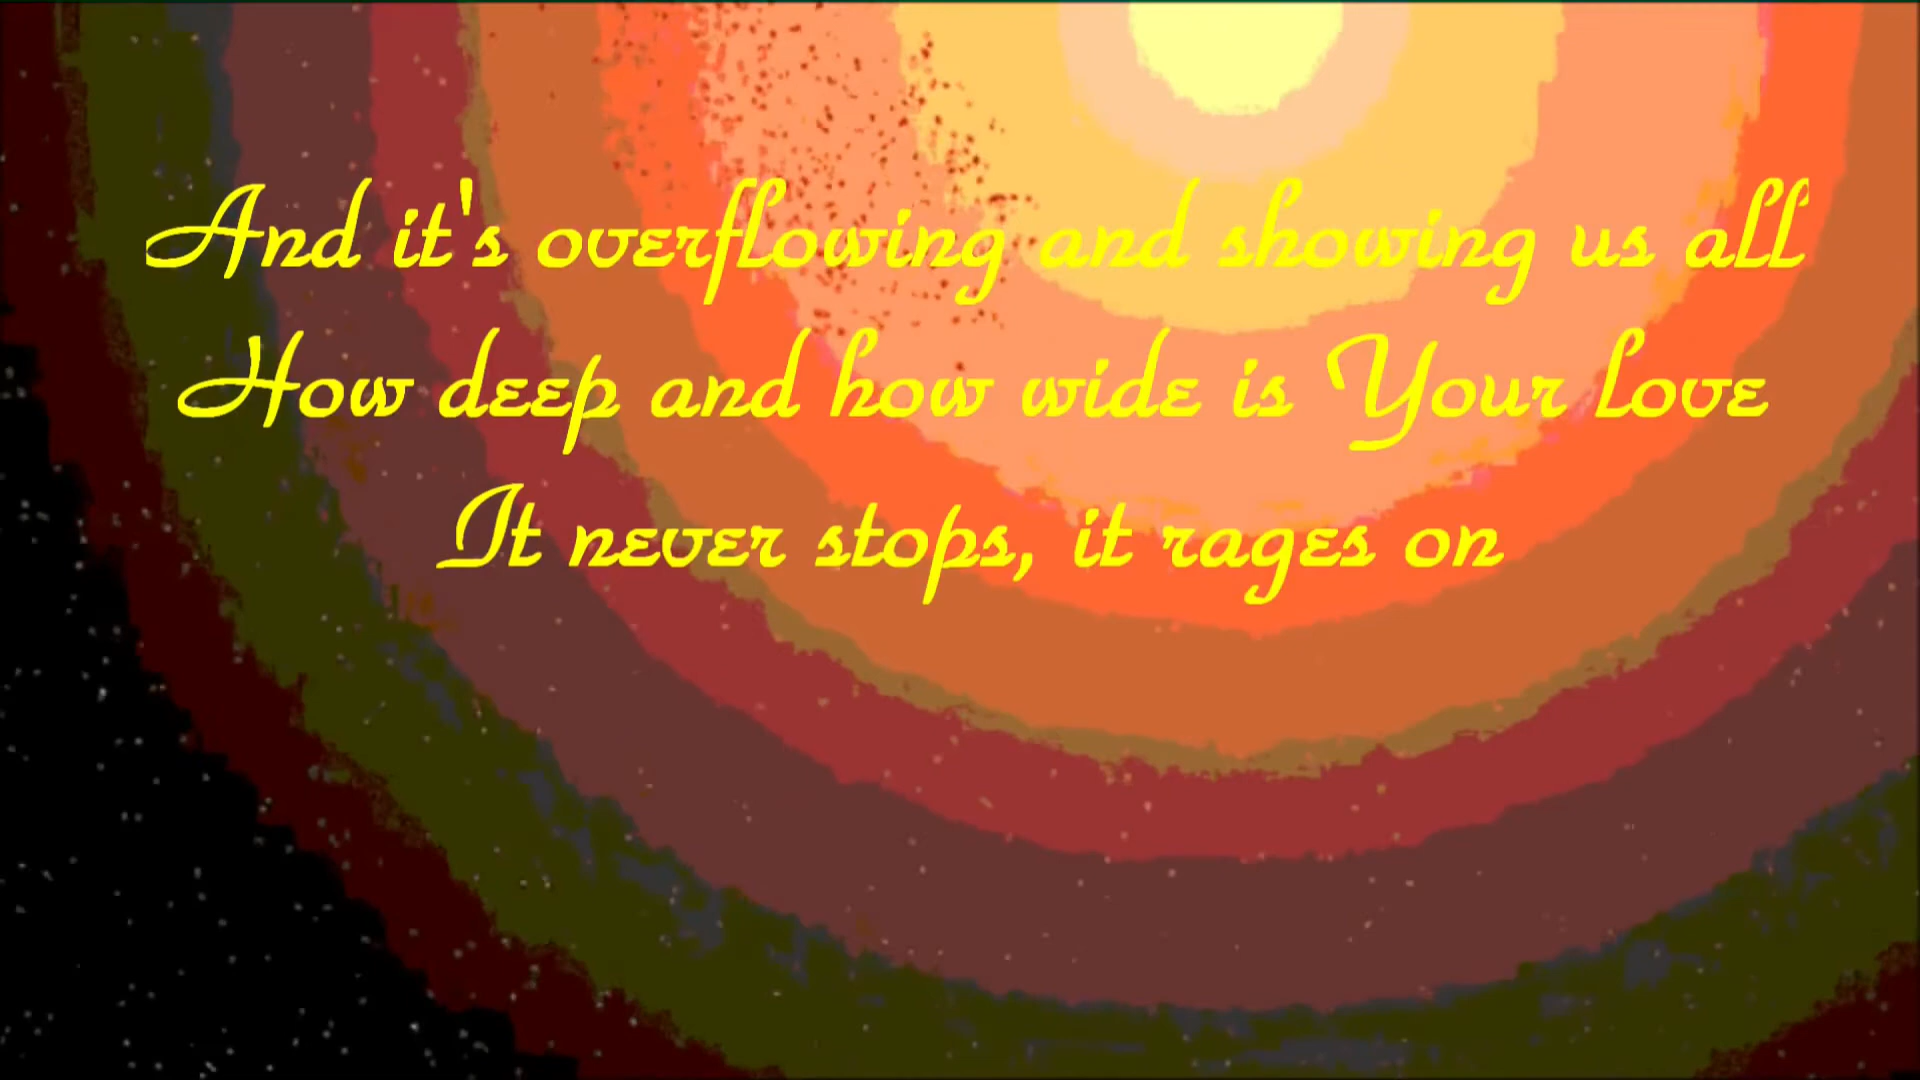 And it's overflowing and showing us all
How deep and how wide is Your love
It never stops, it rages on